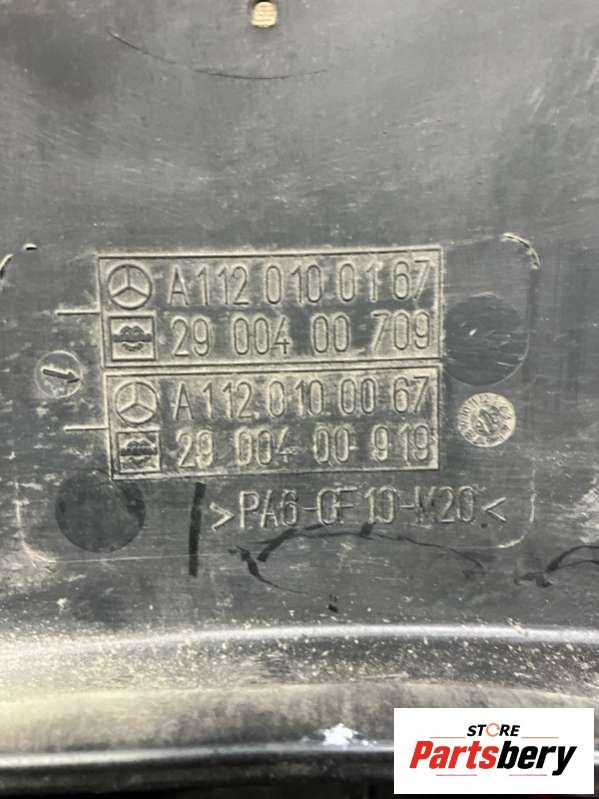 A 112 010 01 67
29 004 00 709
A 112 010 00 67
29 004 00 919
>PA6-GF10-M20<
STORE
Partsbery